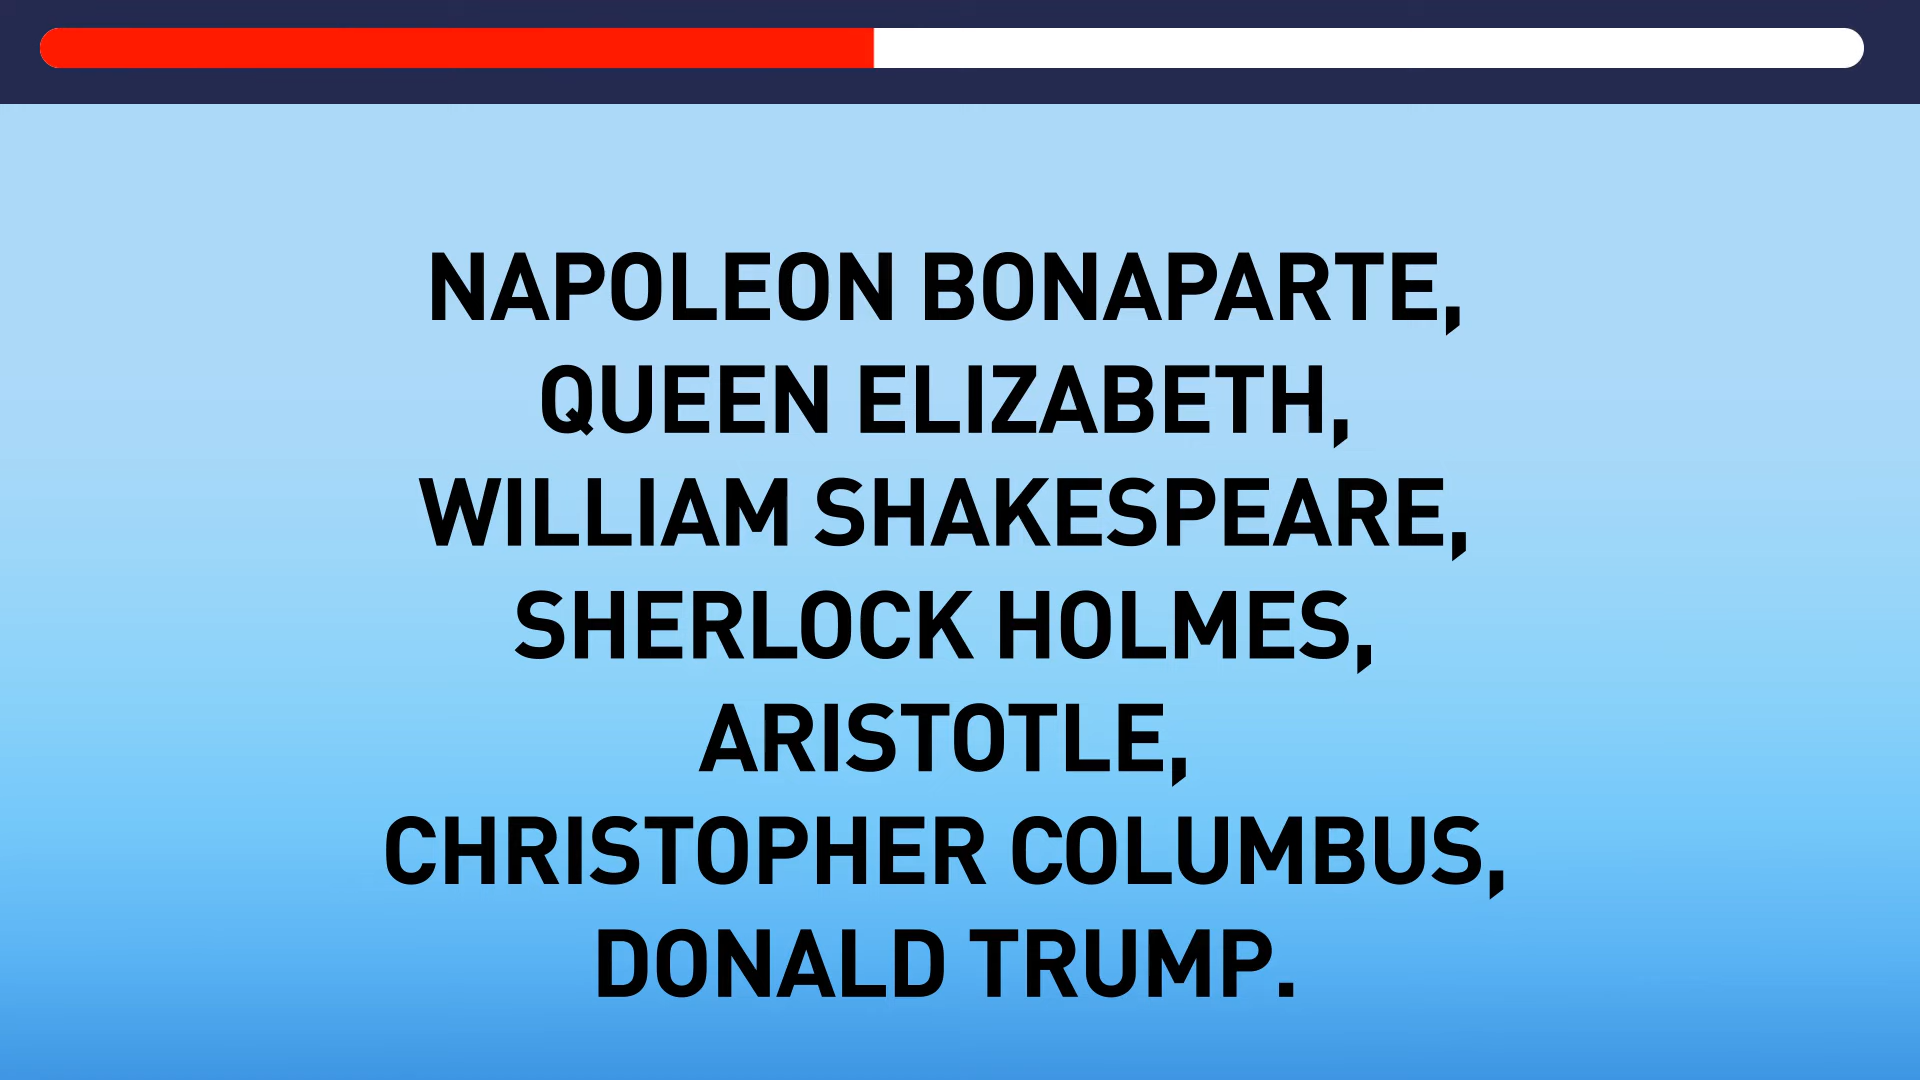 NAPOLEON BONAPARTE,
QUEEN ELIZABETH,
WILLIAM SHAKESPEARE,
SHERLOCK HOLMES,
ARISTOTLE,
CHRISTOPHER COLUMBUS,
DONALD TRUMP.